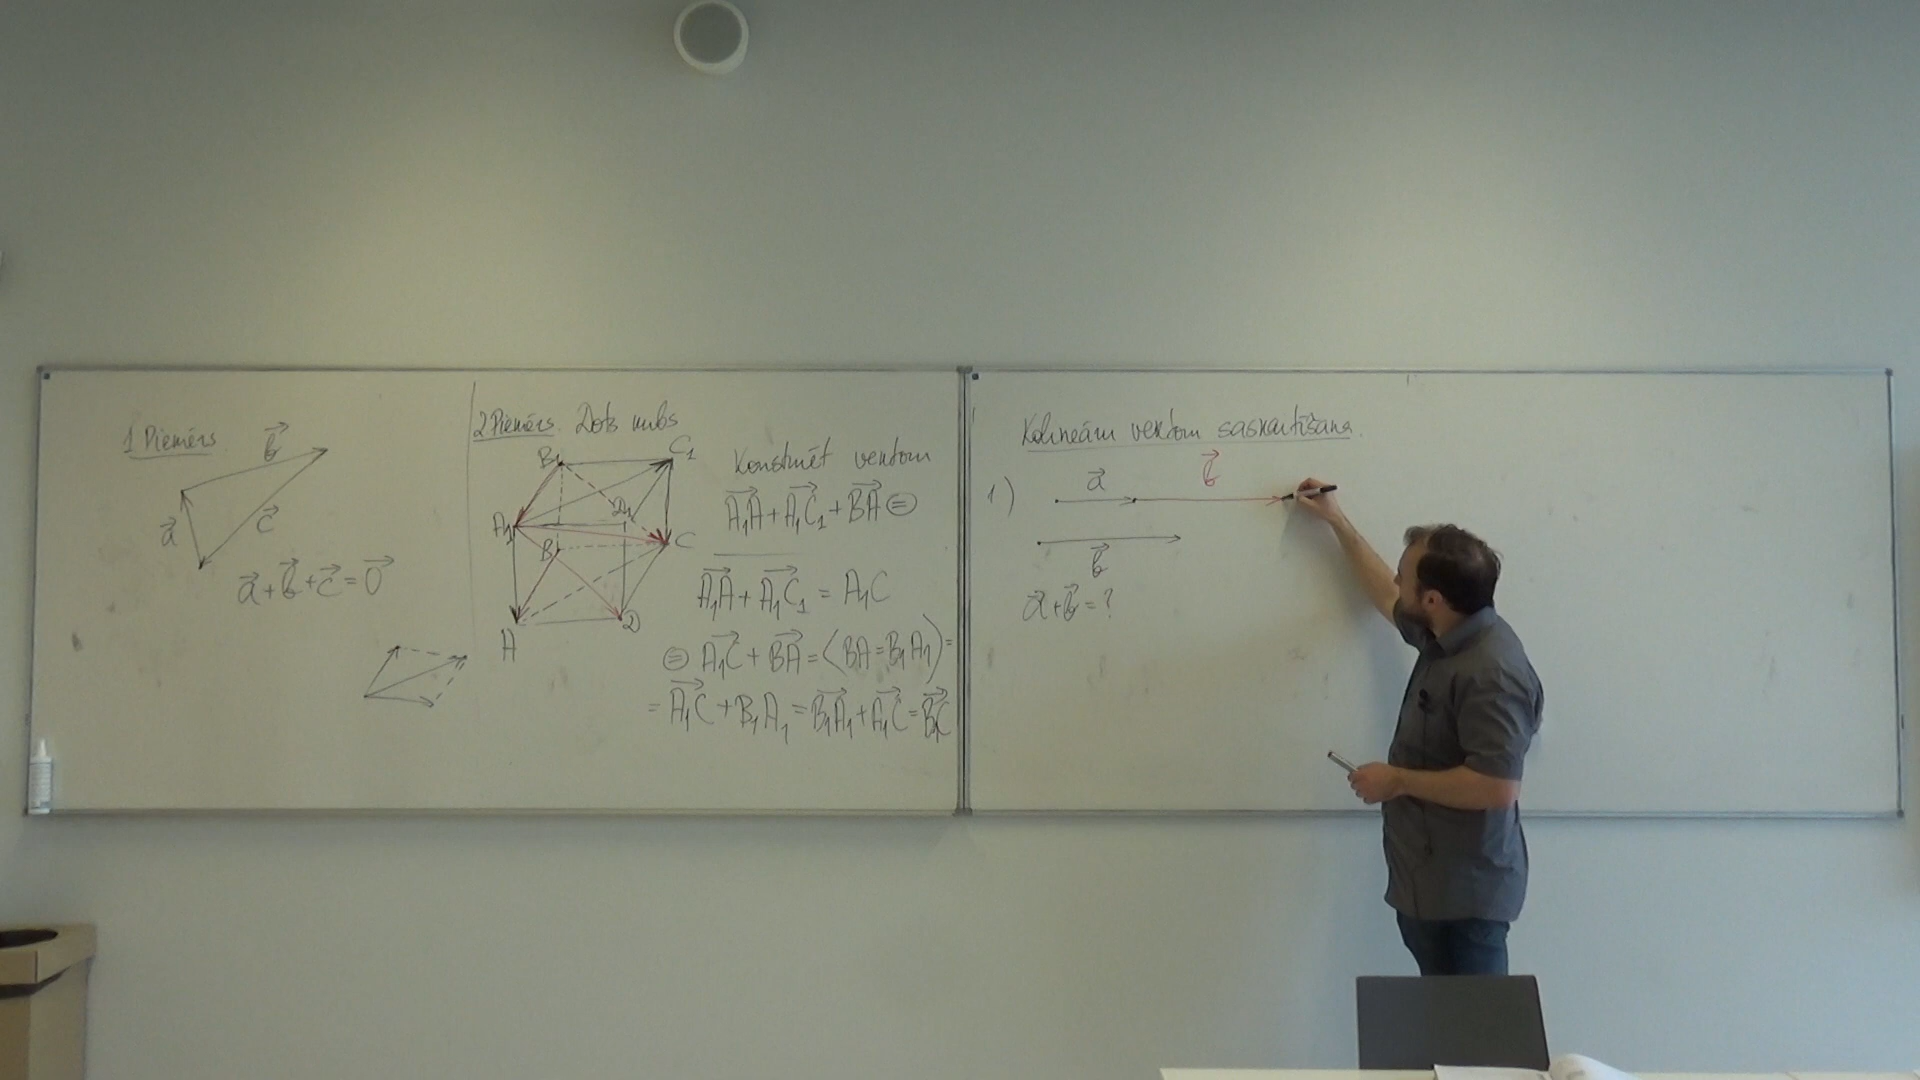 1 Piemērs
b⃗
a⃗
c⃗
a⃗+b⃗+c⃗=0⃗
2 Piemērs Dots kubs
B₁
C₁
A₁
D₁
B
C
A
D
Konstruēt vektoru
A₁A⃗+A₁C₁⃗+BA⃗ ⊜
A₁A⃗+A₁C₁⃗=A₁C
⊜ A₁C⃗+BA⃗=(BA=B₁A₁)=
=A₁C⃗+B₁A₁=B₁A₁⃗+A₁C⃗=B₁C⃗
Kolineāru vektoru saskaitīšana.
1)
a⃗
b⃗
b⃗
a⃗+b⃗=?